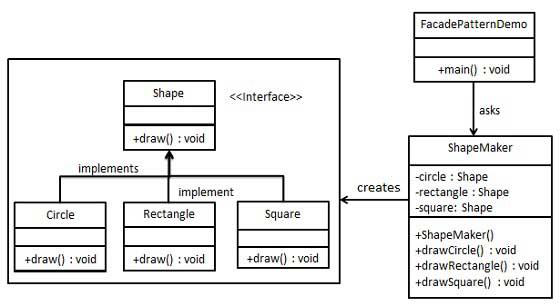 FacadePatternDemo
+main() : void
asks
Shape
<<Interface>>
+draw() : void
implements
implement
Circle
+draw() : void
Rectangle
+draw() : void
Square
+draw() : void
creates
ShapeMaker
-circle : Shape
-rectangle : Shape
-square: Shape
+ShapeMaker()
+drawCircle() : void
+drawRectangle() : void
+drawSquare() : void